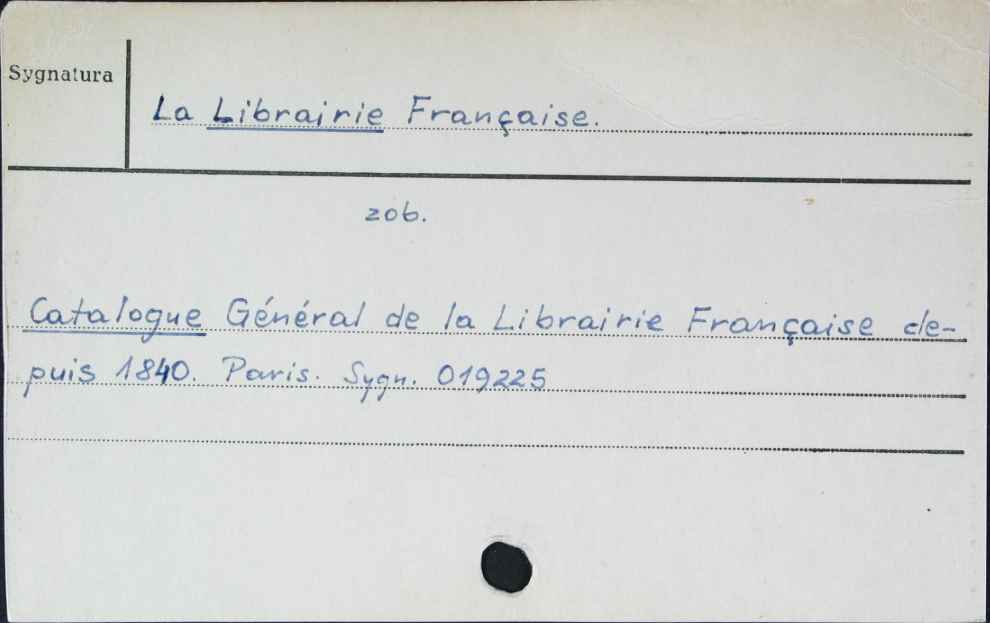 Sygnatura
La Librairie Française.
zob.
Catalogue Général de la Librairie Française de-
puis 1840. Paris. Sygn. 019225